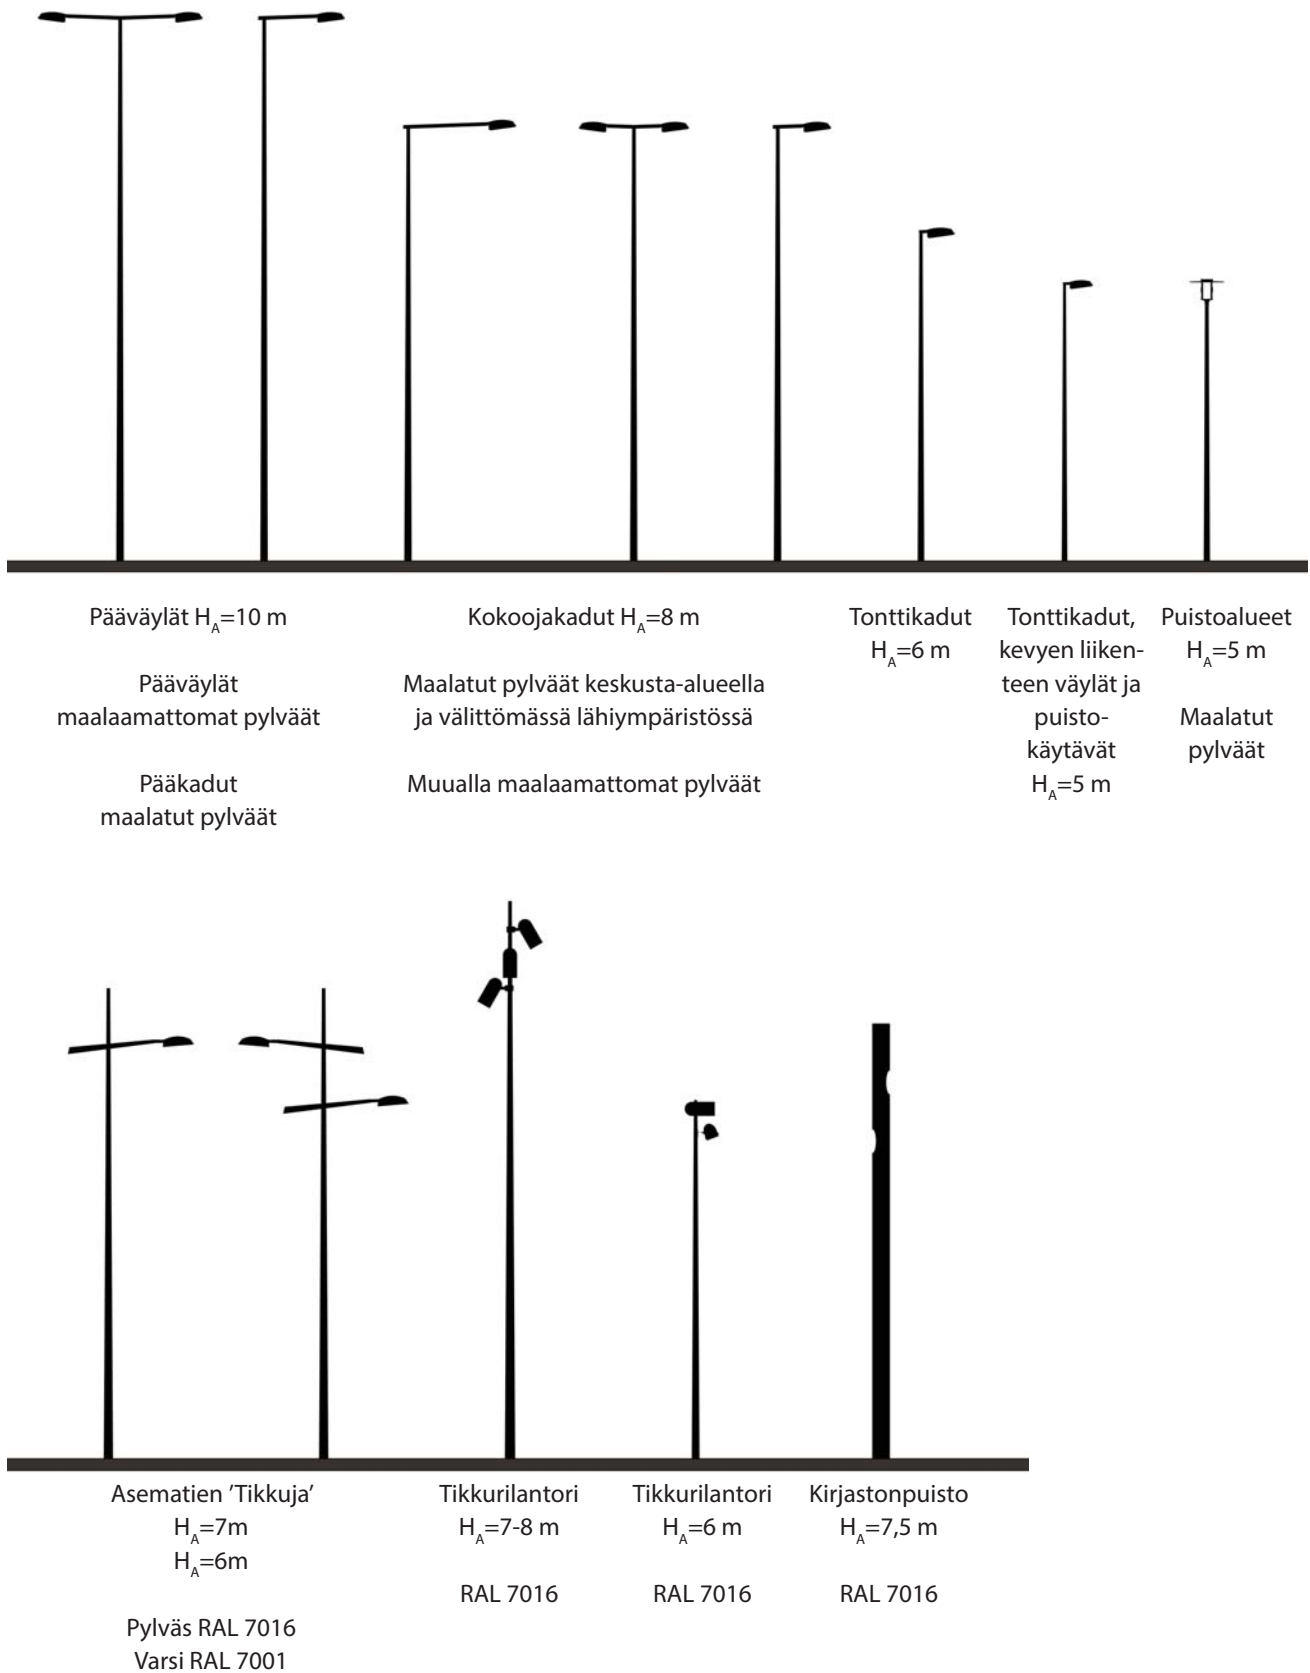 Pääväylät H_A=10 m
Pääväylät
maalaamattomat pylväät
Pääkadut
maalatut pylväät
Kokoojakadut H_A=8 m
Maalatut pylväät keskusta-alueella
ja välittömässä lähiympäristössä
Muualla maalaamattomat pylväät
Tonttikadut
H_A=6 m
Tonttikadut,
kevyen liiken-
teen väylät ja
puisto-
käytävät
H_A=5 m
Puistoalueet
H_A=5 m
Maalatut
pylväät
Asematien ’Tikkuja’
H_A=7m
H_A=6m
Pylväs RAL 7016
Varsi RAL 7001
Tikkurilantori
H_A=7-8 m
RAL 7016
Tikkurilantori
H_A=6 m
RAL 7016
Kirjastonpuisto
H_A=7,5 m
RAL 7016